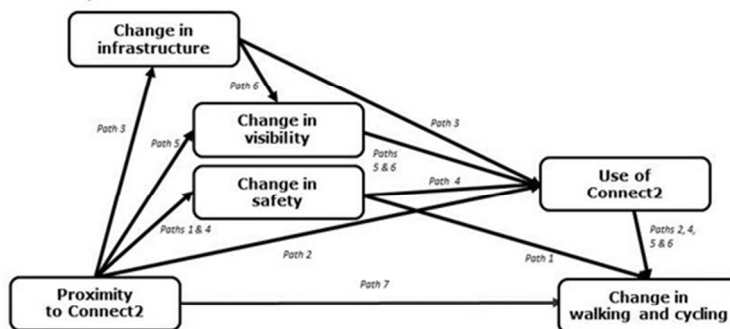 Change in
infrastructure
Path 6
Path 3
Path 3
Change in
visibility
Path 5
Paths
5 & 6
Change in
safety
Path 4
Use of
Connect2
Paths 1 & 4
Paths 2, 4,
5 & 6
Path 2
Path 1
Proximity
to Connect2
Path 7
Change in
walking and cycling